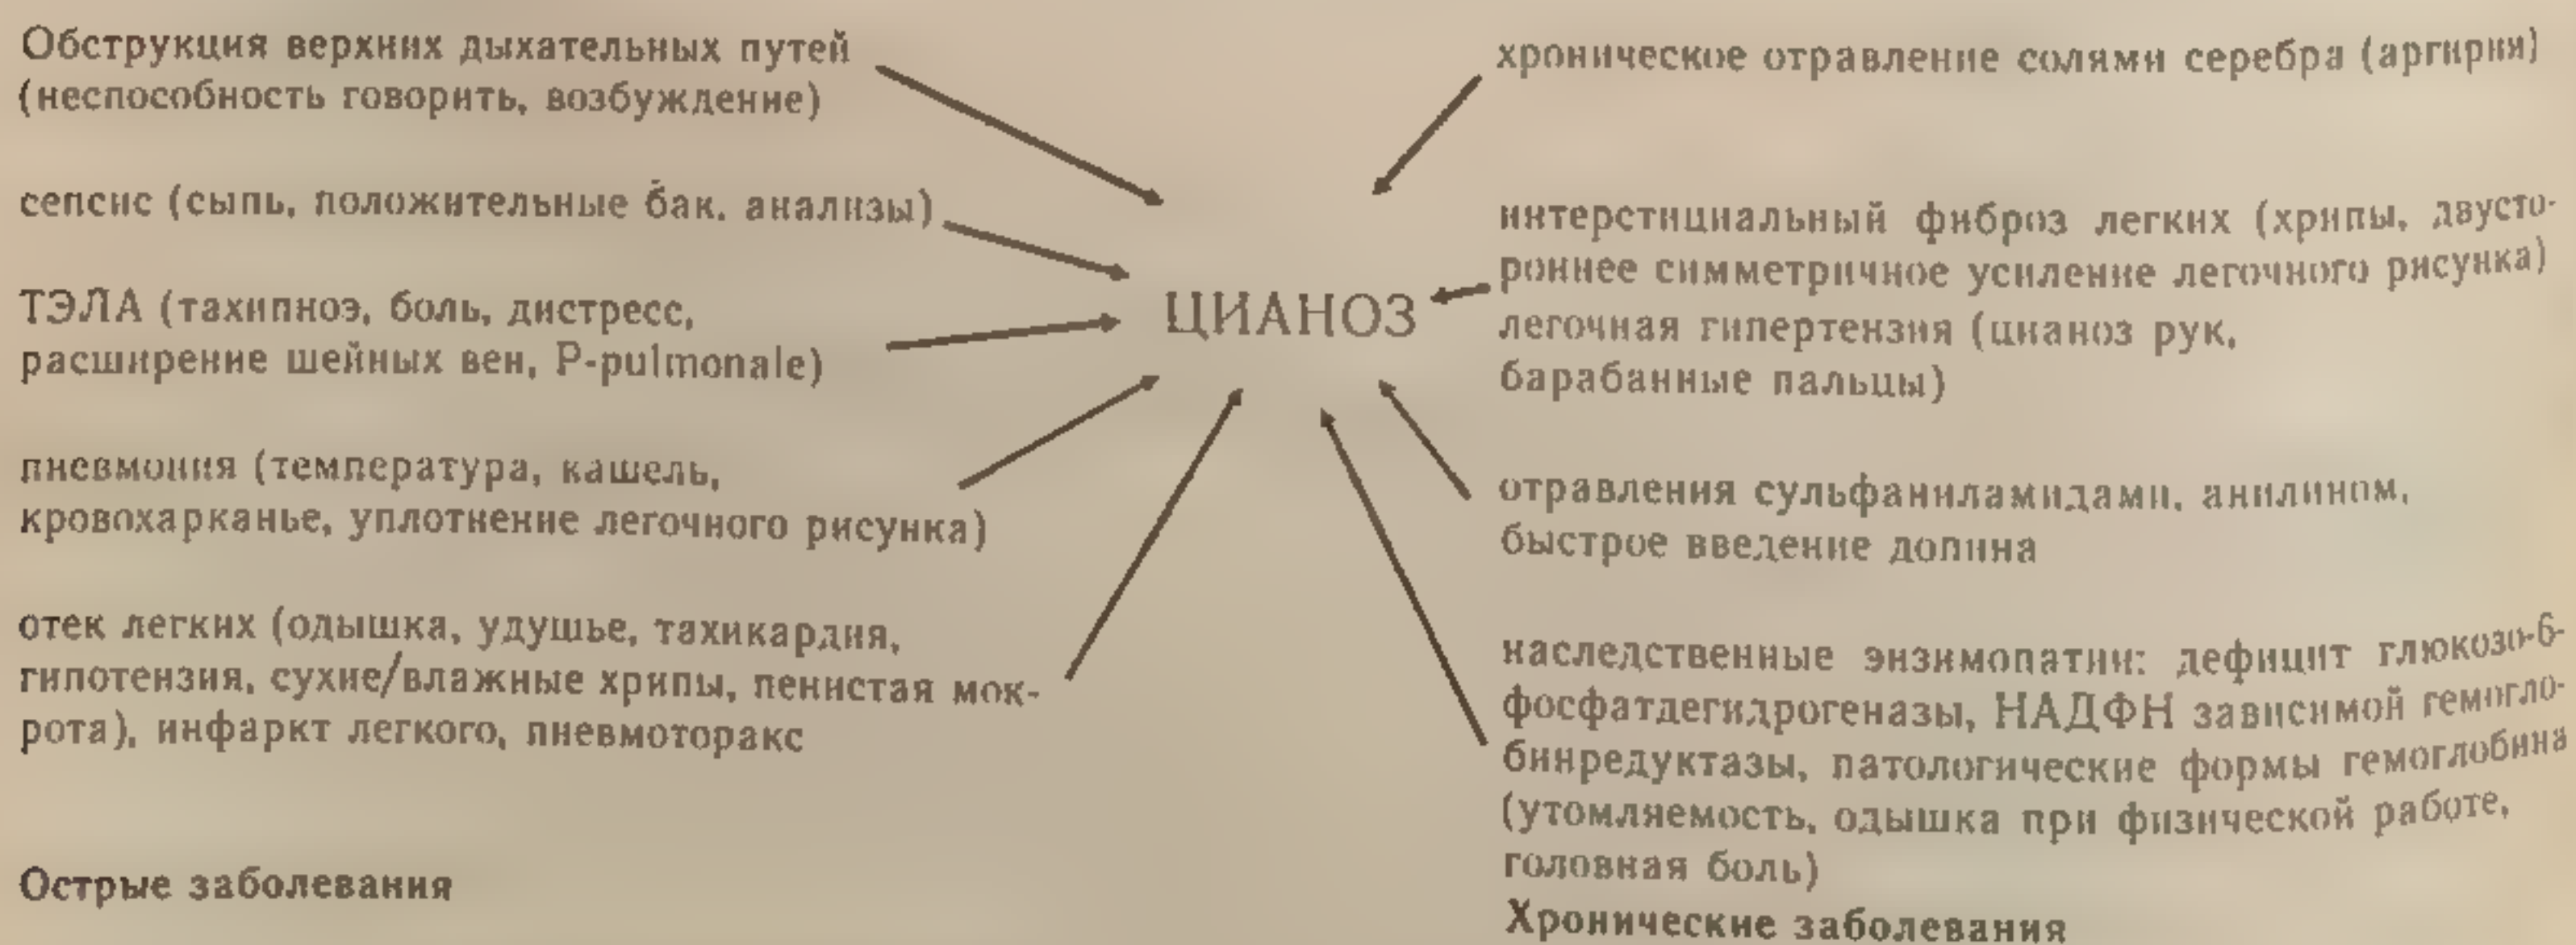 Обструкция верхних дыхательных путей
(неспособность говорить, возбуждение)
сепсис (сыпь, положительные бак. анализы)
ТЭЛА (тахипноэ, боль, дистресс,
расширение шейных вен, P-pulmonale)
пневмония (температура, кашель,
кровохарканье, уплотнение легочного рисунка)
отек легких (одышка, удушье, тахикардия,
гипотензия, сухие/влажные хрипы, пенистая мок-
рота), инфаркт легкого, пневмоторакс
Острые заболевания
ЦИАНОЗ
хроническое отравление солями серебра (аргирия)
интерстициальный фиброз легких (хрипы, двусто-
роннее симметричное усиление легочного рисунка)
легочная гипертензия (цианоз рук,
барабанные пальцы)
отравления сульфаниламидами, анилином,
быстрое введение допина
наследственные энзимопатии: дефицит глюкозо-6-
фосфатдегидрогеназы, НАДФН зависимой гемогло-
бинредуктазы, патологические формы гемоглобина
(утомляемость, одышка при физической работе,
головная боль)
Хронические заболевания